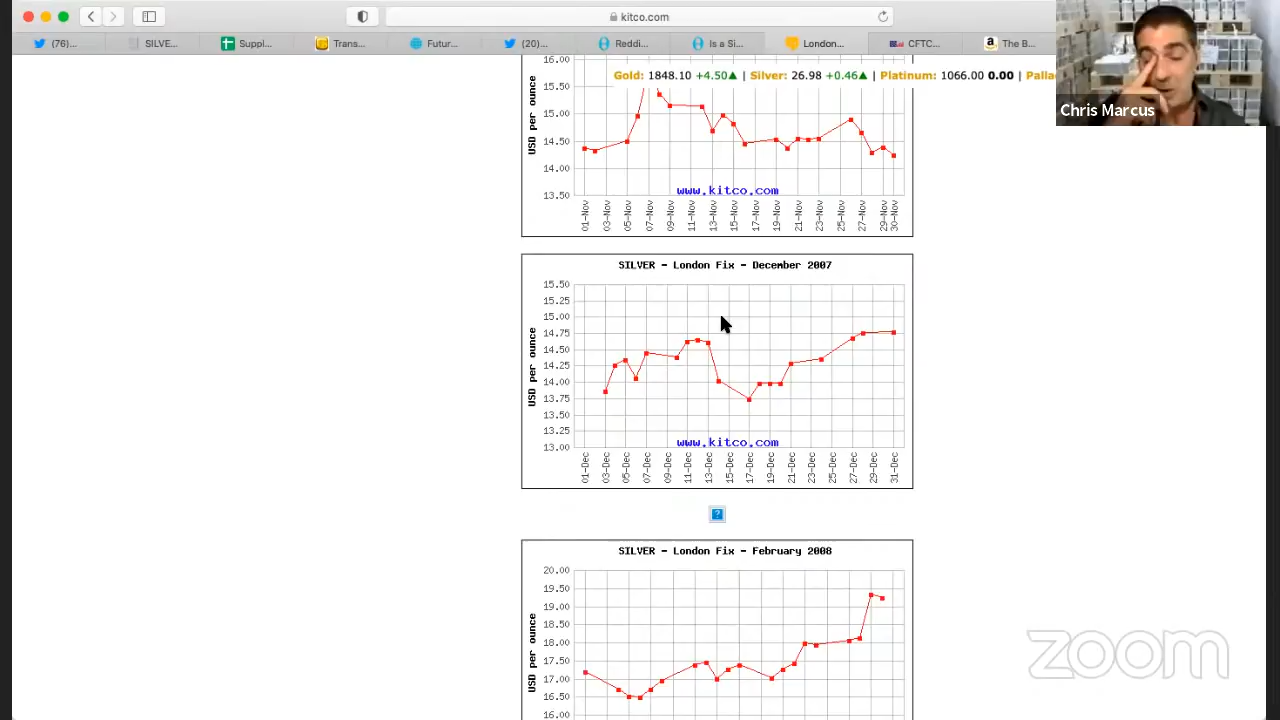 kitco.com
(76)...
SILVE...
Suppl...
Trans...
Futur...
(20)...
Reddi...
Is a Si...
London...
CFTC...
The B...
Gold: 1848.10 +4.50▲ | Silver: 26.98 +0.46▲ | Platinum: 1066.00 0.00 | Palla
Chris Marcus
USD per ounce
16.00
15.50
15.00
14.50
14.00
13.50
www.kitco.com
01-Nov 03-Nov 05-Nov 07-Nov 09-Nov 11-Nov 13-Nov 15-Nov 17-Nov 19-Nov 21-Nov 23-Nov 25-Nov 27-Nov 29-Nov 30-Nov
SILVER - London Fix - December 2007
USD per ounce
15.50
15.25
15.00
14.75
14.50
14.25
14.00
13.75
13.50
13.25
13.00
www.kitco.com
01-Dec 03-Dec 05-Dec 07-Dec 09-Dec 11-Dec 13-Dec 15-Dec 17-Dec 19-Dec 21-Dec 23-Dec 25-Dec 27-Dec 29-Dec 31-Dec
?
SILVER - London Fix - February 2008
USD per ounce
20.00
19.50
19.00
18.50
18.00
17.50
17.00
16.50
16.00
zoom